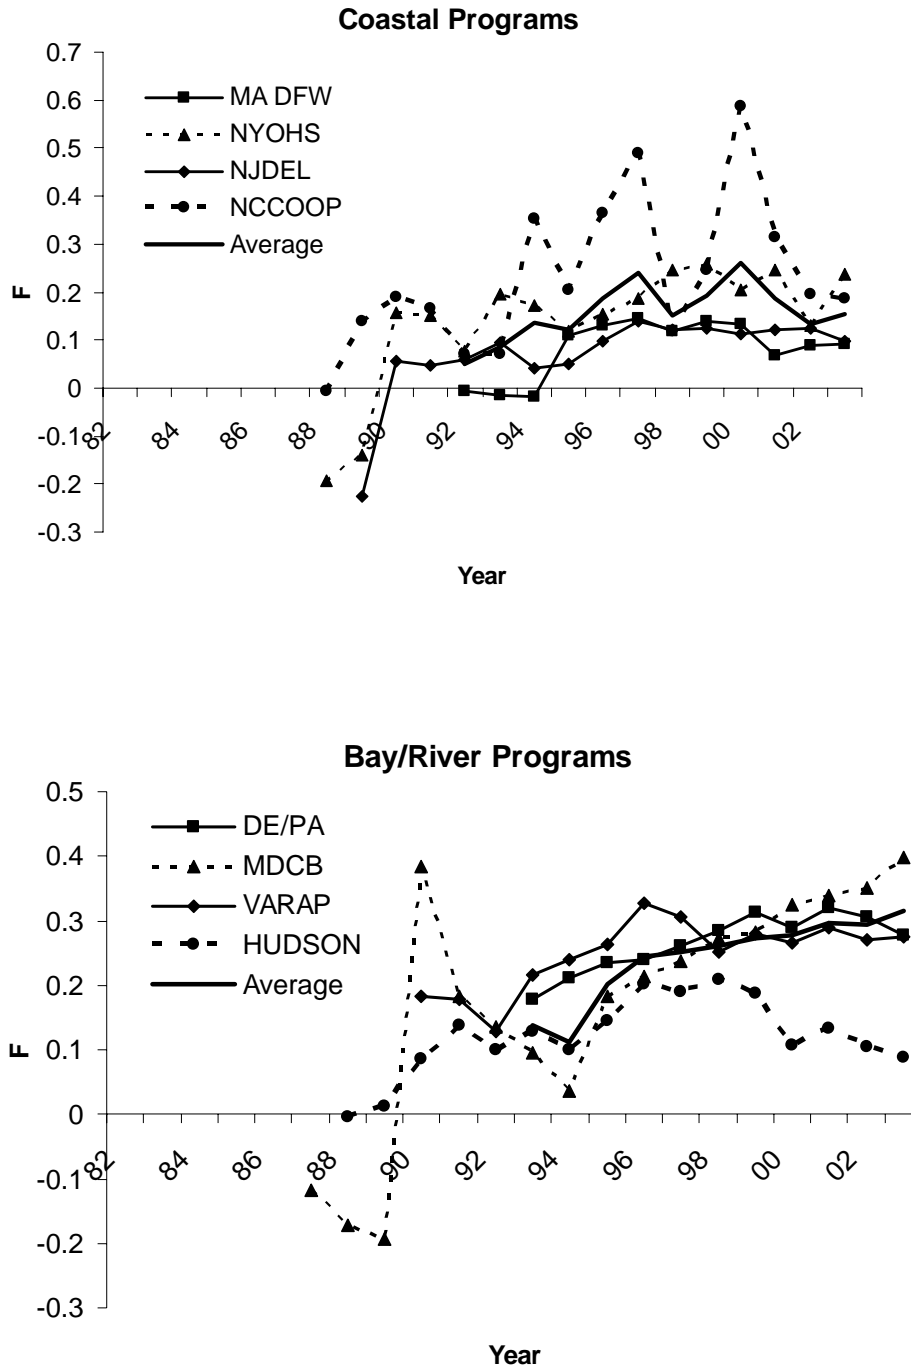 Coastal Programs
0.7
0.6
0.5
0.4
0.3
0.2
0.1
0
-0.1
-0.2
-0.3
F
MA DFW
NYOHS
NJDEL
NCCOOP
Average
82 84 86 88 90 92 94 96 98 00 02
Year
Bay/River Programs
0.5
0.4
0.3
0.2
0.1
0
-0.1
-0.2
-0.3
F
DE/PA
MDCB
VARAP
HUDSON
Average
82 84 86 88 90 92 94 96 98 00 02
Year